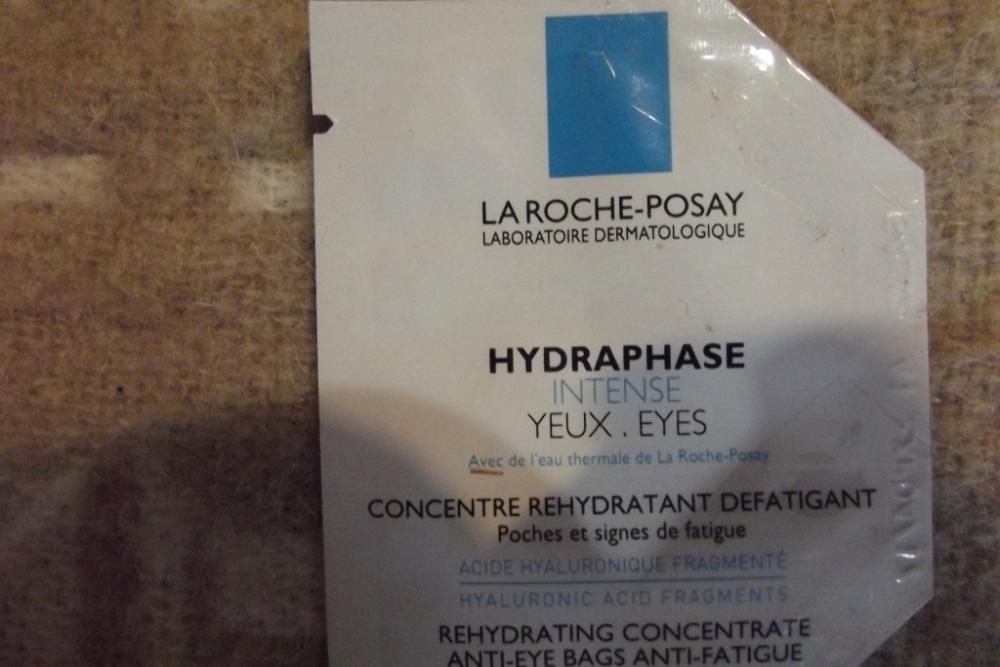 LA ROCHE-POSAY
LABORATOIRE DERMATOLOGIQUE
HYDRAPHASE
INTENSE
YEUX . EYES
Avec de l'eau thermale de La Roche-Posay
CONCENTRE REHYDRATANT DEFATIGANT
Poches et signes de fatigue
ACIDE HYALURONIQUE FRAGMENTÉ
HYALURONIC ACID FRAGMENTS
REHYDRATING CONCENTRATE
ANTI-EYE BAGS ANTI-FATIGUE